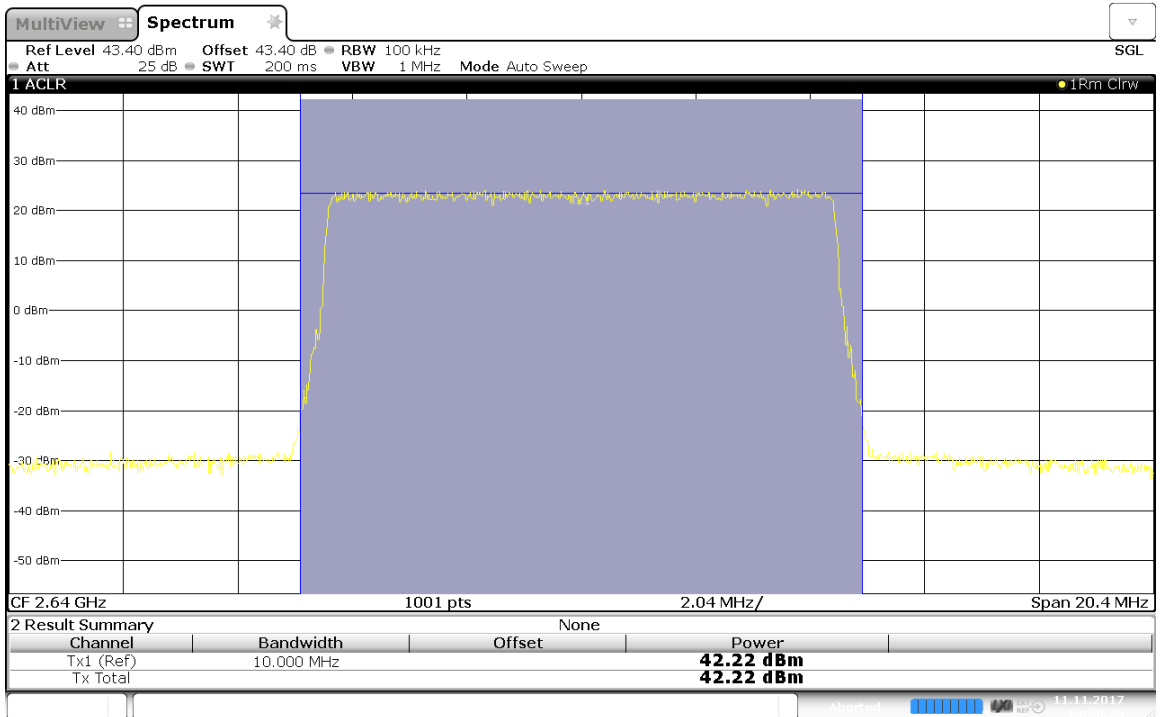 MultiView Spectrum
Ref Level 43.40 dBm Offset 43.40 dB RBW 100 kHz SGL
Att 25 dB SWT 200 ms VBW 1 MHz Mode Auto Sweep
1 ACLR 1Rm Clrw
40 dBm
30 dBm
20 dBm
10 dBm
0 dBm
-10 dBm
-20 dBm
-30 dBm
-40 dBm
-50 dBm
CF 2.64 GHz 1001 pts 2.04 MHz/ Span 20.4 MHz
2 Result Summary None
Channel Bandwidth Offset Power
Tx1 (Ref) 10.000 MHz 42.22 dBm
Tx Total 42.22 dBm
Aborted 11.11.2017